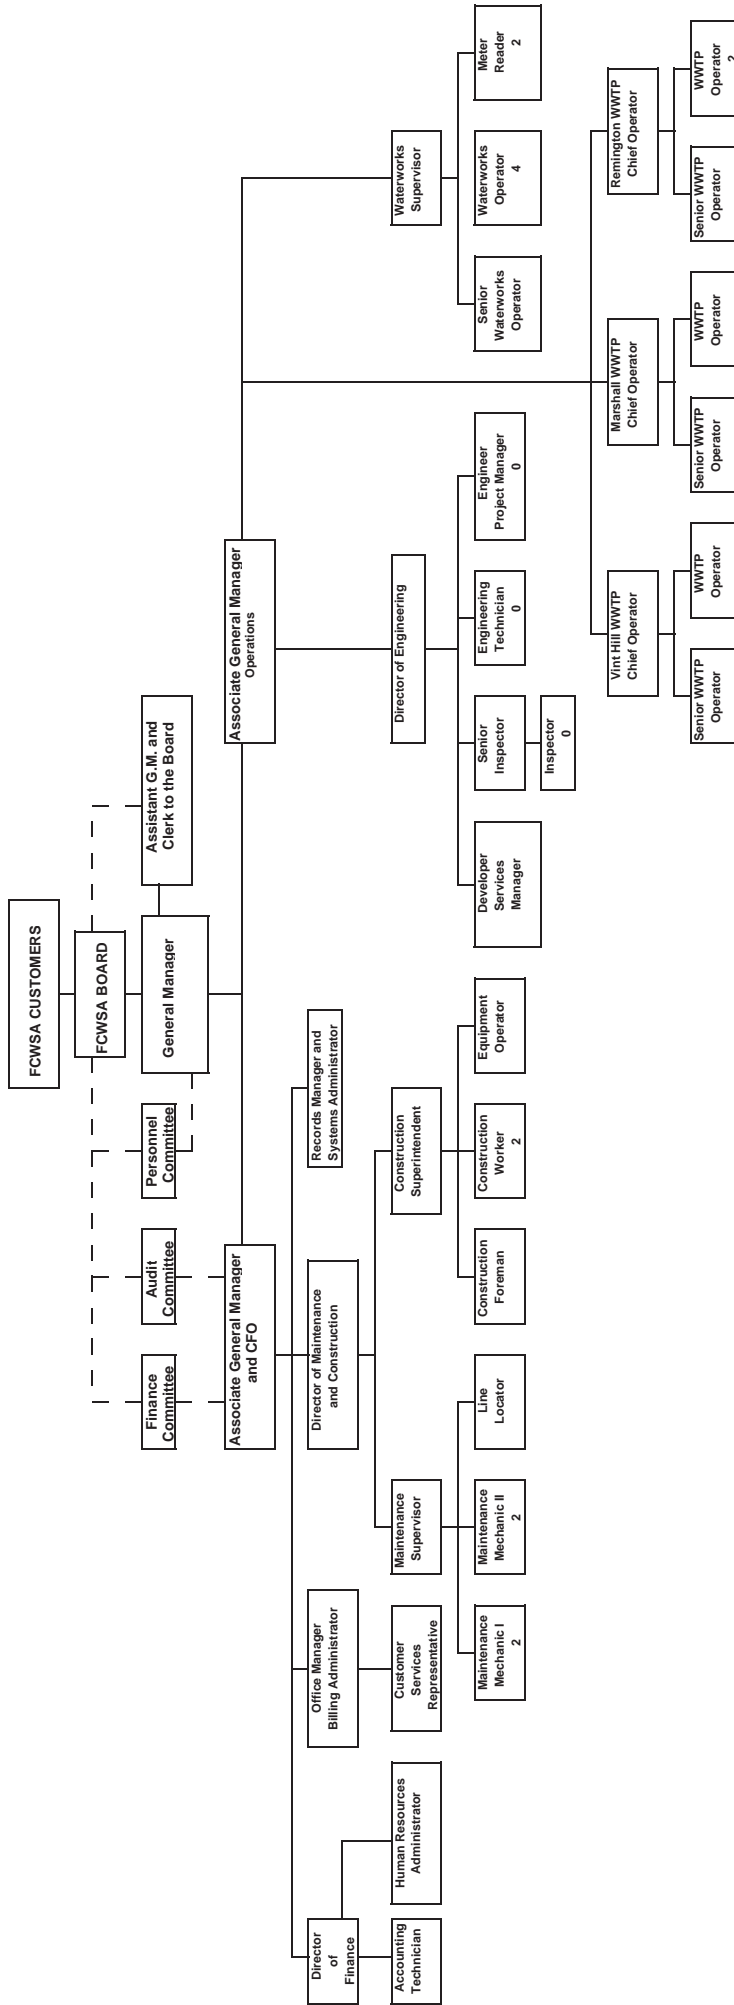 FCWSA CUSTOMERS
FCWSA BOARD
Finance
Committee
Audit
Committee
Personnel
Committee
General Manager
Assistant G.M. and
Clerk to the Board
Associate General Manager
and CFO
Associate General Manager
Operations
Director
of
Finance
Office Manager
Billing Administrator
Director of Maintenance
and Construction
Records Manager and
Systems Administrator
Accounting
Technician
Human Resources
Administrator
Customer
Services
Representative
Maintenance
Supervisor
Construction
Superintendent
Director of Engineering
Waterworks
Supervisor
Maintenance
Mechanic I
2
Maintenance
Mechanic II
2
Line
Locator
Construction
Foreman
Construction
Worker
2
Equipment
Operator
Developer
Services
Manager
Senior
Inspector
Engineering
Technician
0
Engineer
Project Manager
0
Senior
Waterworks
Operator
Waterworks
Operator
4
Meter
Reader
2
Inspector
0
Vint Hill WWTP
Chief Operator
Marshall WWTP
Chief Operator
Remington WWTP
Chief Operator
Senior WWTP
Operator
WWTP
Operator
Senior WWTP
Operator
WWTP
Operator
Senior WWTP
Operator
WWTP
Operator
2